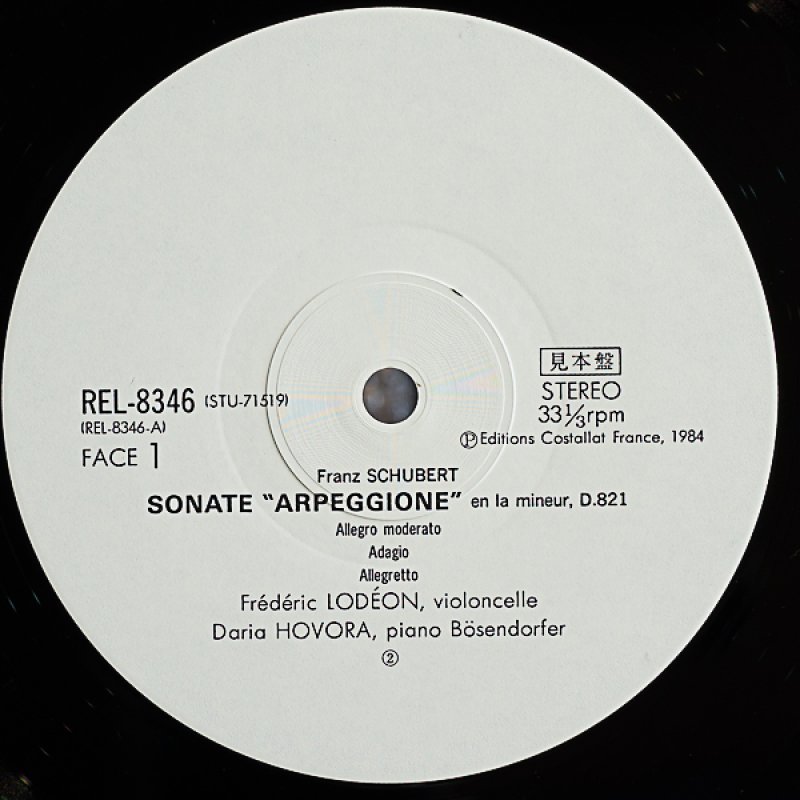 見本盤
REL-8346 (STU-71519)
STEREO
(REL-8346-A)
33⅓rpm
FACE 1
ⓅEditions Costallat France, 1984
Franz SCHUBERT
SONATE "ARPEGGIONE" en la mineur, D.821
Allegro moderato
Adagio
Allegretto
Frédéric LODÉON, violoncelle
Daria HOVORA, piano Bösendorfer
②